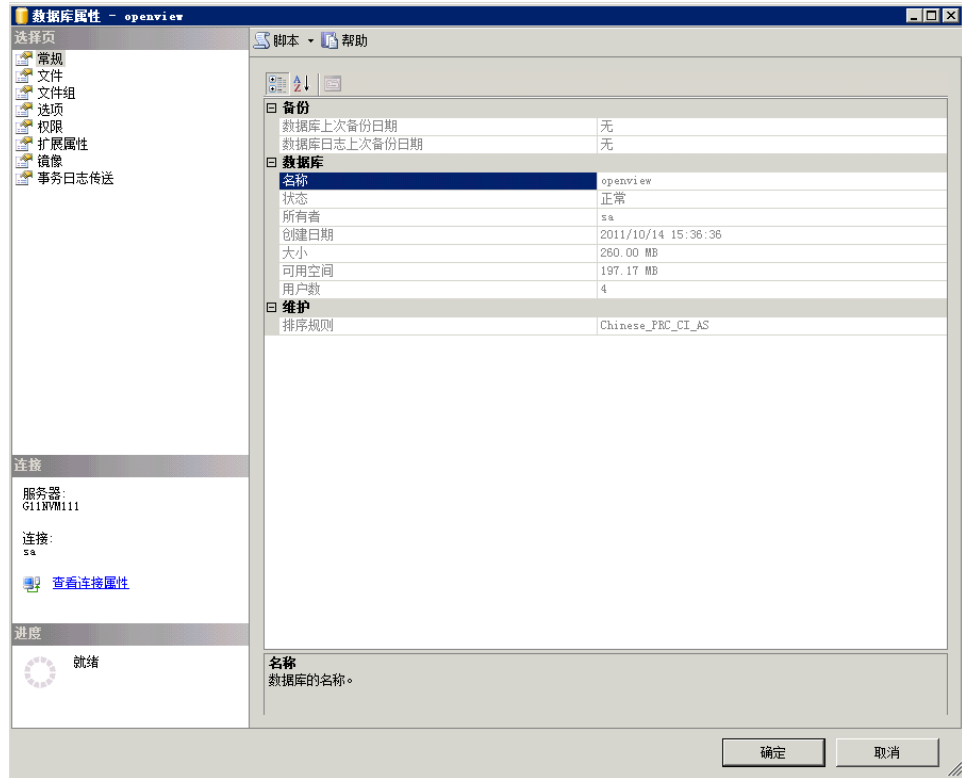 数据库属性 - openview
选择页
常规
文件
文件组
选项
权限
扩展属性
镜像
事务日志传送
脚本 帮助
备份
数据库上次备份日期 无
数据库日志上次备份日期 无
数据库
名称 openview
状态 正常
所有者 sa
创建日期 2011/10/14 15:36:36
大小 260.00 MB
可用空间 197.17 MB
用户数 4
维护
排序规则 Chinese_PRC_CI_AS
连接
服务器:
G11NVM111
连接:
sa
查看连接属性
进度
就绪
名称
数据库的名称。
确定 取消